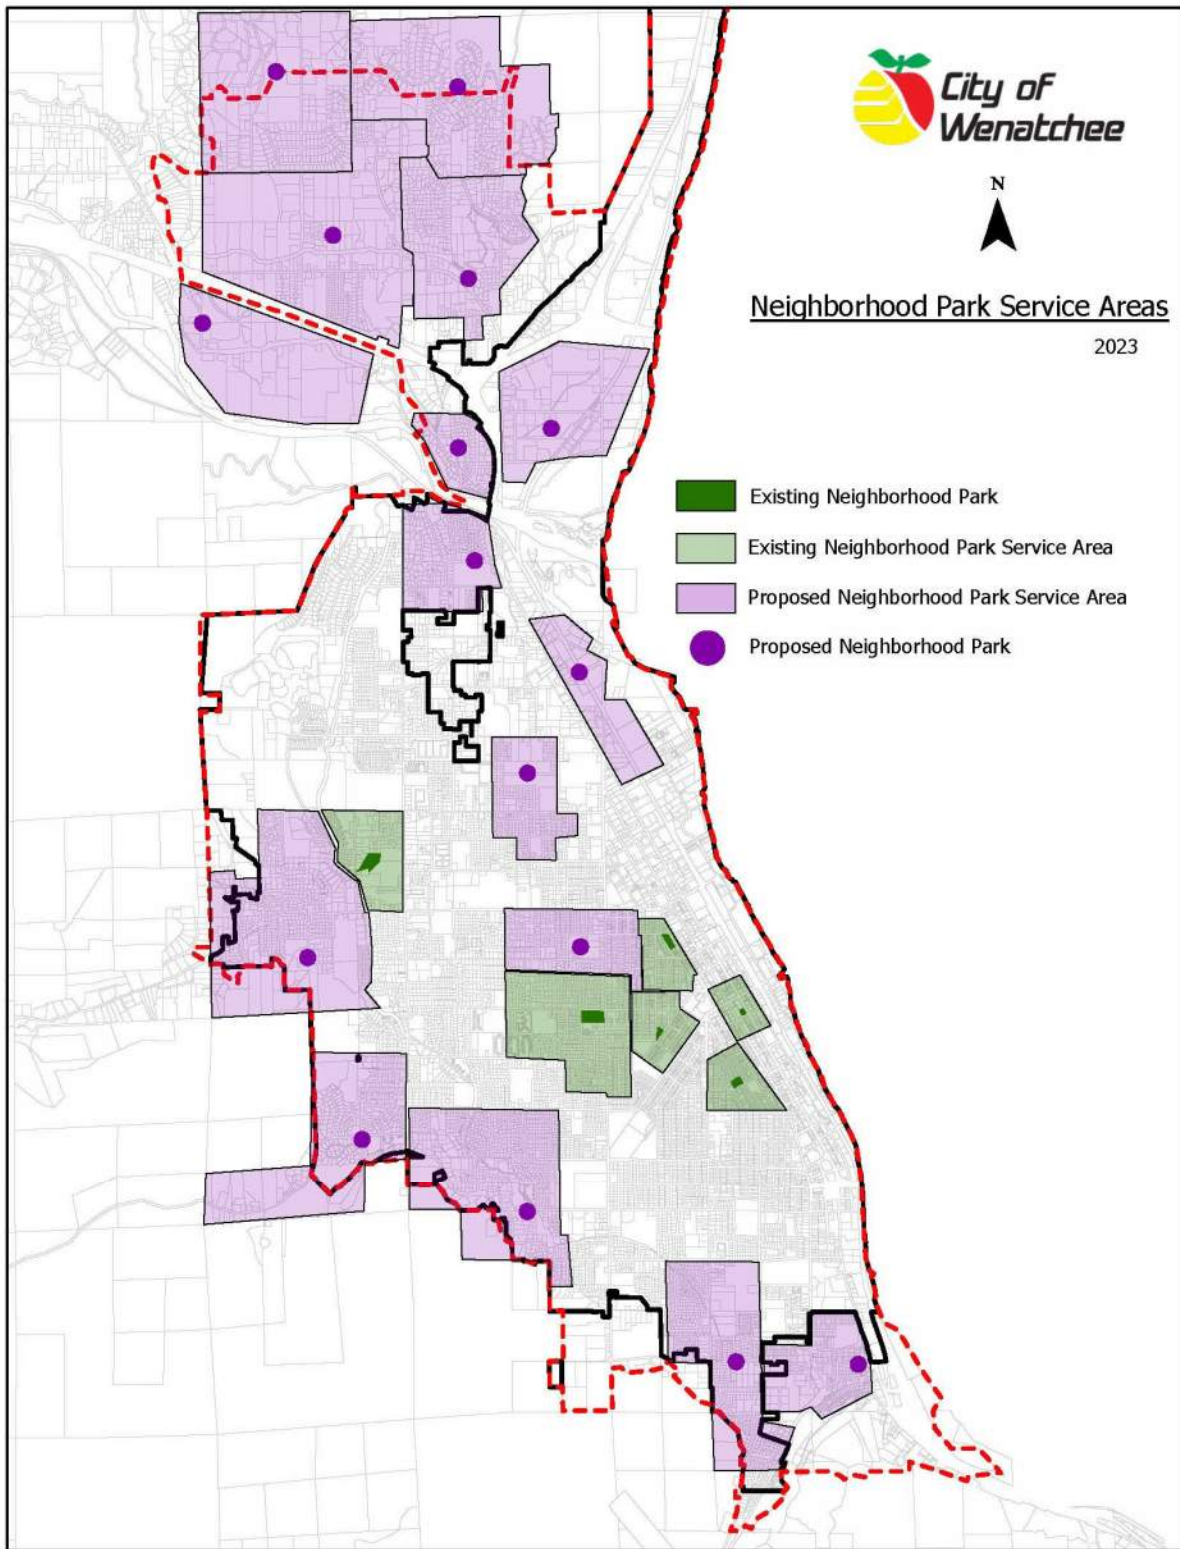 City of
Wenatchee
N
Neighborhood Park Service Areas
2023
Existing Neighborhood Park
Existing Neighborhood Park Service Area
Proposed Neighborhood Park Service Area
Proposed Neighborhood Park